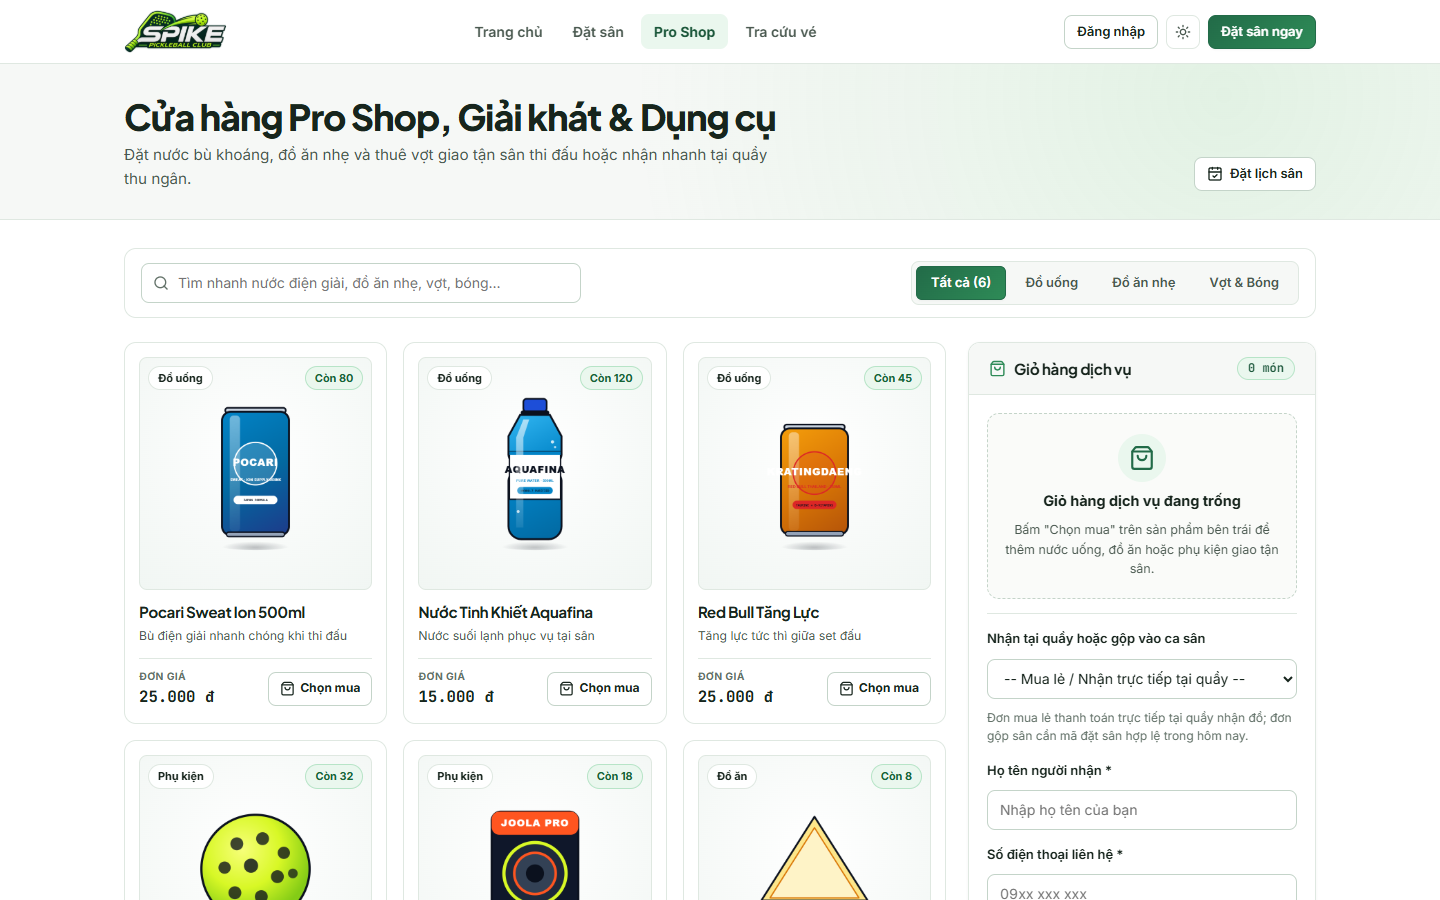 SPIKE
PICKLEBALL CLUB
Trang chủ
Đặt sân
Pro Shop
Tra cứu vé
Đăng nhập
Đặt sân ngay
Cửa hàng Pro Shop, Giải khát & Dụng cụ
Đặt nước bù khoáng, đồ ăn nhẹ và thuê vợt giao tận sân thi đấu hoặc nhận nhanh tại quầy
thu ngân.
Đặt lịch sân
Tìm nhanh nước điện giải, đồ ăn nhẹ, vợt, bóng...
Tất cả (6)
Đồ uống
Đồ ăn nhẹ
Vợt & Bóng
Đồ uống
Còn 80
POCARI
Pocari Sweat Ion 500ml
Bù điện giải nhanh chóng khi thi đấu
ĐƠN GIÁ
25.000 đ
Chọn mua
Đồ uống
Còn 120
AQUAFINA
Nước Tinh Khiết Aquafina
Nước suối lạnh phục vụ tại sân
ĐƠN GIÁ
15.000 đ
Chọn mua
Đồ uống
Còn 45
RATINGDAEN
Red Bull Tăng Lực
Tăng lực tức thì giữa set đấu
ĐƠN GIÁ
25.000 đ
Chọn mua
Phụ kiện
Còn 32
Phụ kiện
Còn 18
JOOLA PRO
Đồ ăn
Còn 8
Giỏ hàng dịch vụ
0 món
Giỏ hàng dịch vụ đang trống
Bấm "Chọn mua" trên sản phẩm bên trái để
thêm nước uống, đồ ăn hoặc phụ kiện giao tận
sân.
Nhận tại quầy hoặc gộp vào ca sân
-- Mua lẻ / Nhận trực tiếp tại quầy --
Đơn mua lẻ thanh toán trực tiếp tại quầy nhận đồ; đơn
gộp sân cần mã đặt sân hợp lệ trong hôm nay.
Họ tên người nhận *
Nhập họ tên của bạn
Số điện thoại liên hệ *
09xx xxx xxx